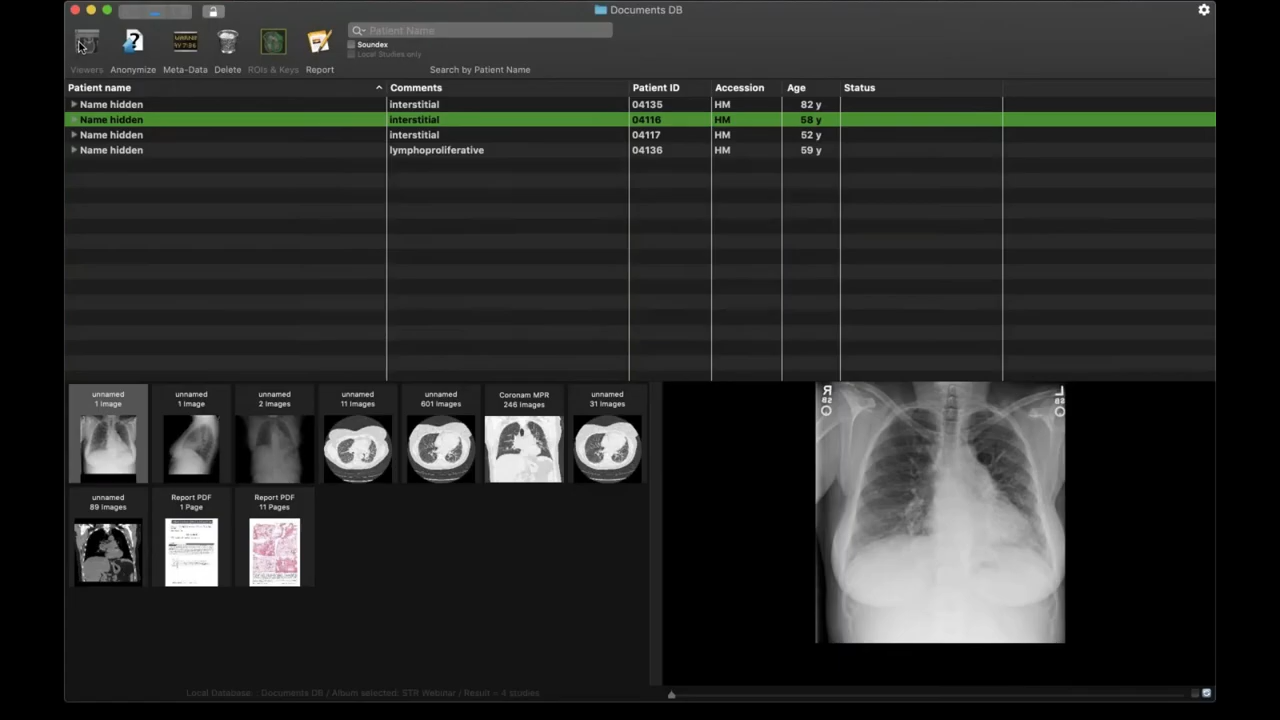 Documents DB
Patient Name
Soundex
Local Studies only
Viewers Anonymize Meta-Data Delete ROIs & Keys Report Search by Patient Name
Patient name Comments Patient ID Accession Age Status
Name hidden interstitial 04135 HM 82 y
Name hidden interstitial 04116 HM 58 y
Name hidden interstitial 04117 HM 52 y
Name hidden lymphoproliferative 04136 HM 59 y
unnamed unnamed unnamed unnamed unnamed Coronam MPR unnamed
1 Image 1 Image 2 Images 11 Images 601 Images 246 Images 31 Images
unnamed Report PDF Report PDF
89 Images 1 Page 11 Pages
R
L
Local Database: Documents DB / Album selected: STR Webinar / Result = 4 studies